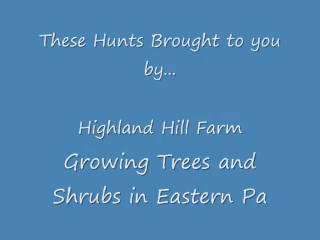 These Hunts Brought to you
by...
Highland Hill Farm
Growing Trees and
Shrubs in Eastern Pa